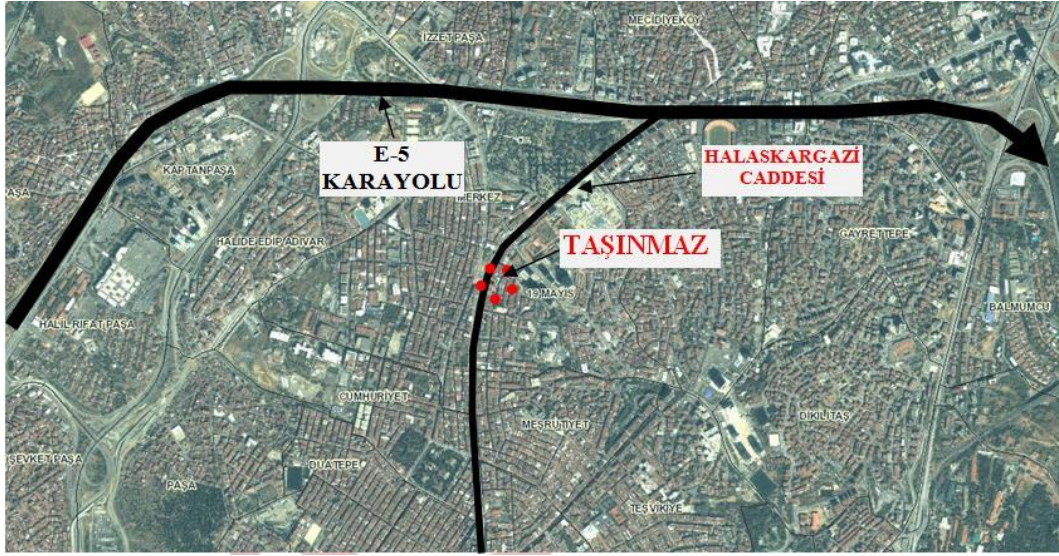 MECİDİYEKÖY
İZZET PAŞA
E-5
KARAYOLU
HALASKARGAZİ
CADDESİ
KAPTANPAŞA
PAŞA
MERKEZ
HALİDE EDİP ADIVAR
TAŞINMAZ
GAYRETTEPE
19 MAYIS
BALMUMCU
HALİL RIFAT PAŞA
CUMHURİYET
MEŞRUTİYET
DİKİLİTAŞ
ŞEVKET PAŞA
DUATEPE
PAŞA
TEŞVİKİYE